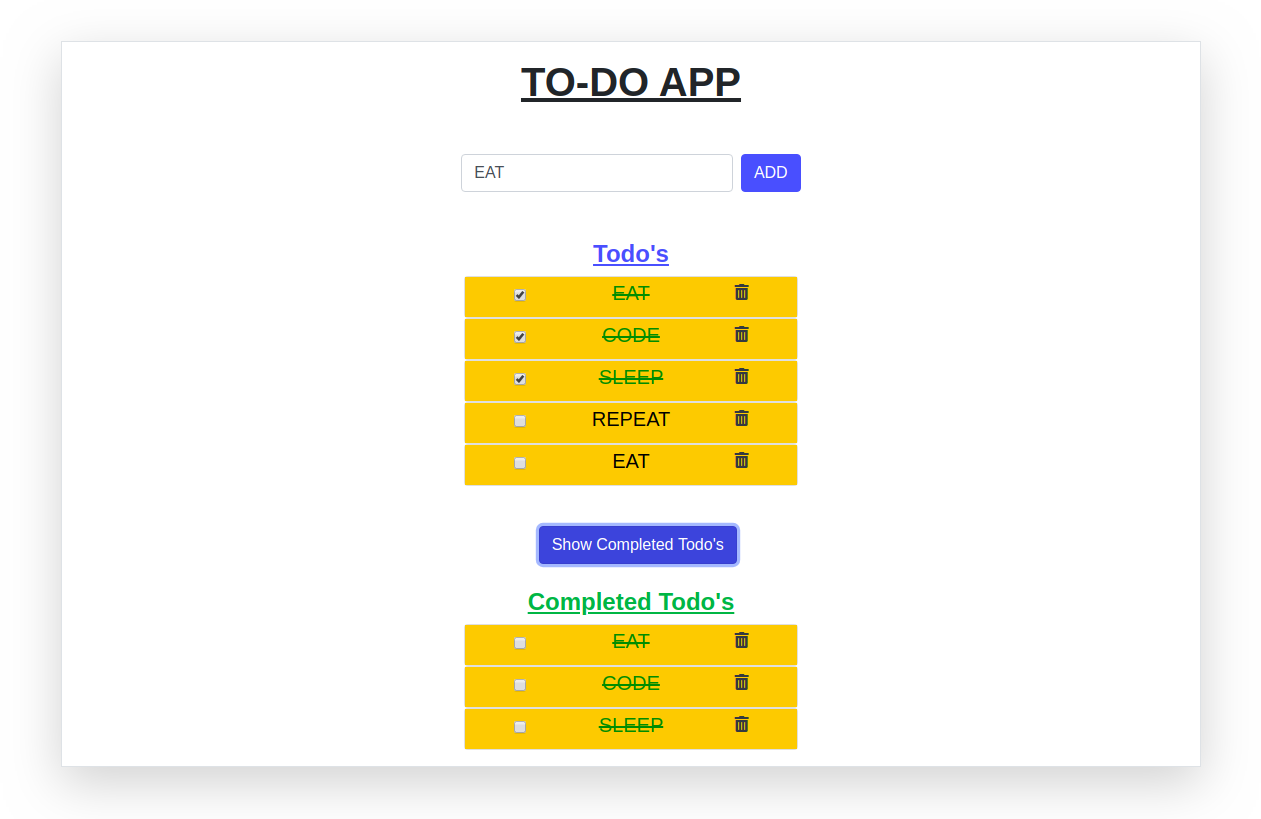 TO-DO APP
EAT ADD
Todo's
EAT
CODE
SLEEP
REPEAT
EAT
Show Completed Todo's
Completed Todo's
EAT
CODE
SLEEP